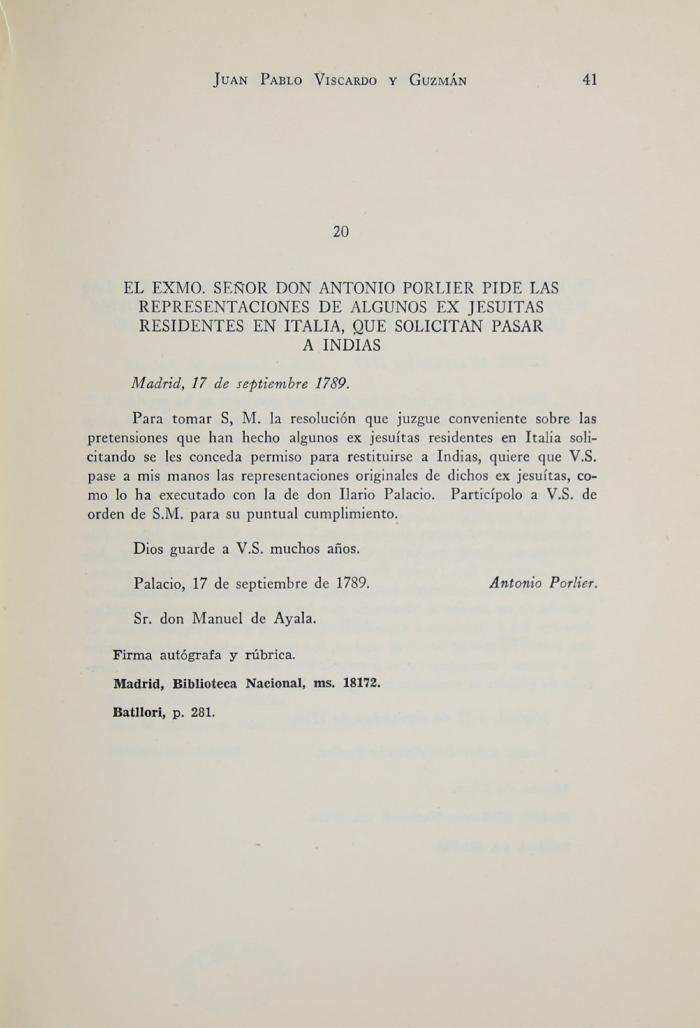 Juan Pablo Viscardo y Guzmán 41
20
EL EXMO. SEÑOR DON ANTONIO PORLIER PIDE LAS
REPRESENTACIONES DE ALGUNOS EX JESUITAS
RESIDENTES EN ITALIA, QUE SOLICITAN PASAR
A INDIAS
Madrid, 17 de septiembre 1789.
Para tomar S, M. la resolución que juzgue conveniente sobre las
pretensiones que han hecho algunos ex jesuítas residentes en Italia soli-
citando se les conceda permiso para restituirse a Indias, quiere que V.S.
pase a mis manos las representaciones originales de dichos ex jesuítas, co-
mo lo ha executado con la de don Ilario Palacio. Partícipolo a V.S. de
orden de S.M. para su puntual cumplimiento.
Dios guarde a V.S. muchos años.
Palacio, 17 de septiembre de 1789. Antonio Porlier.
Sr. don Manuel de Ayala.
Firma autógrafa y rúbrica.
Madrid, Biblioteca Nacional, ms. 18172.
Batllori, p. 281.